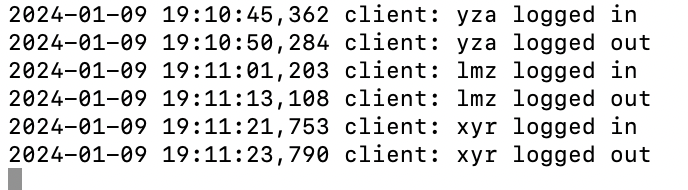 2024-01-09 19:10:45,362 client: yza logged in
2024-01-09 19:10:50,284 client: yza logged out
2024-01-09 19:11:01,203 client: lmz logged in
2024-01-09 19:11:13,108 client: lmz logged out
2024-01-09 19:11:21,753 client: xyr logged in
2024-01-09 19:11:23,790 client: xyr logged out